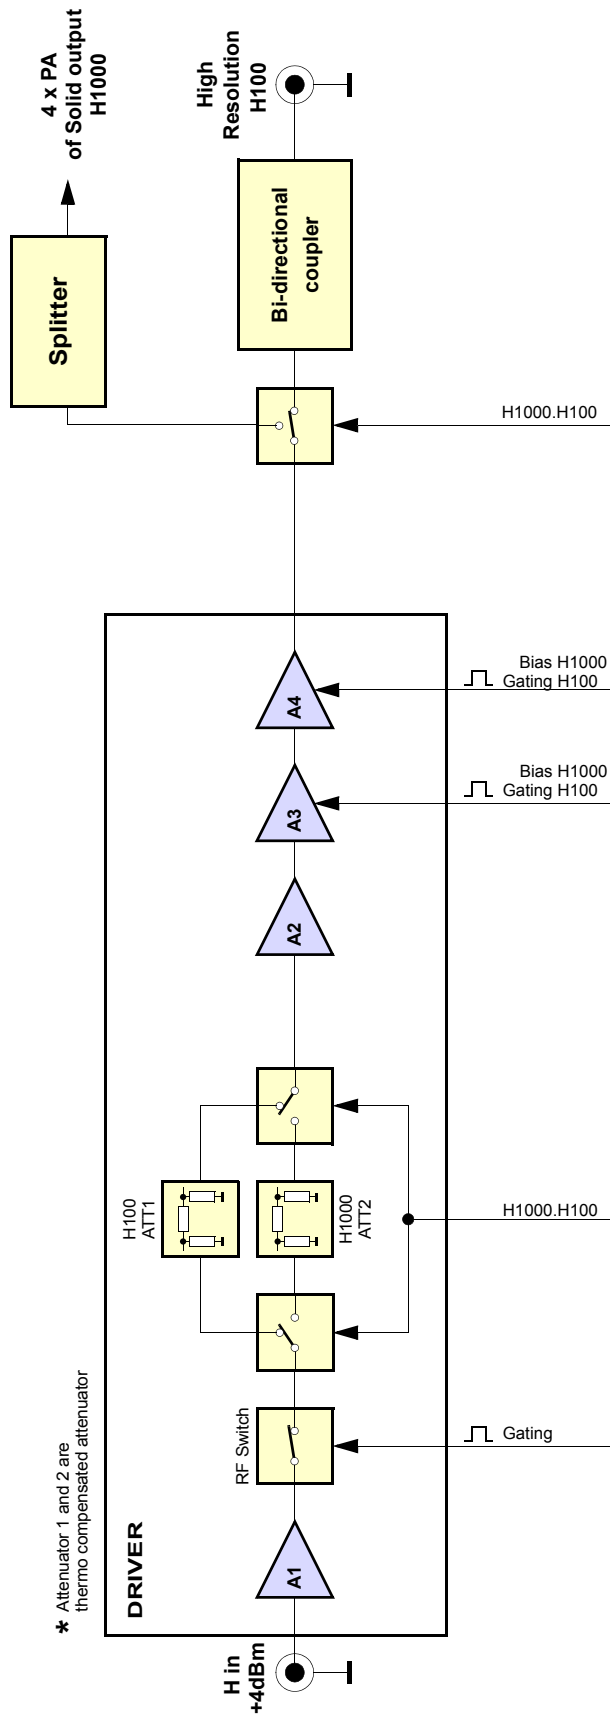 4 x PA
of Solid output
H1000
High
Resolution
H100
Splitter
Bi-directional
coupler
H1000.H100
Bias H1000
Gating H100
A4
Bias H1000
Gating H100
A3
A2
H100
ATT1
H1000
ATT2
H1000.H100
* Attenuator 1 and 2 are
thermo compensated attenuator
RF Switch
Gating
DRIVER
A1
H in
+4dBm